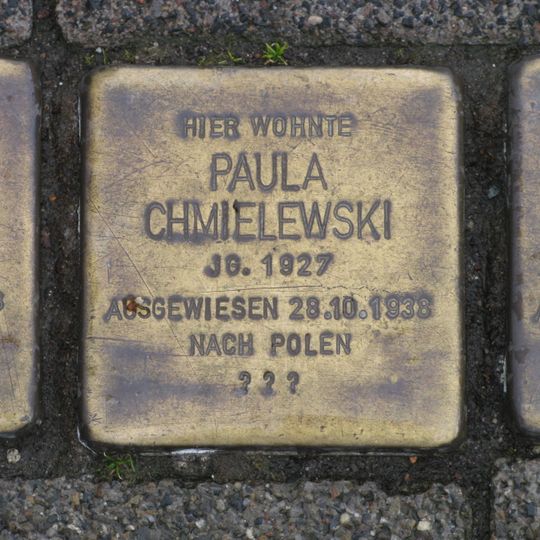 HIER WOHNTE
PAULA
CHMIELEWSKI
JG. 1927
AUSGEWIESEN 28.10.1938
NACH POLEN
? ? ?